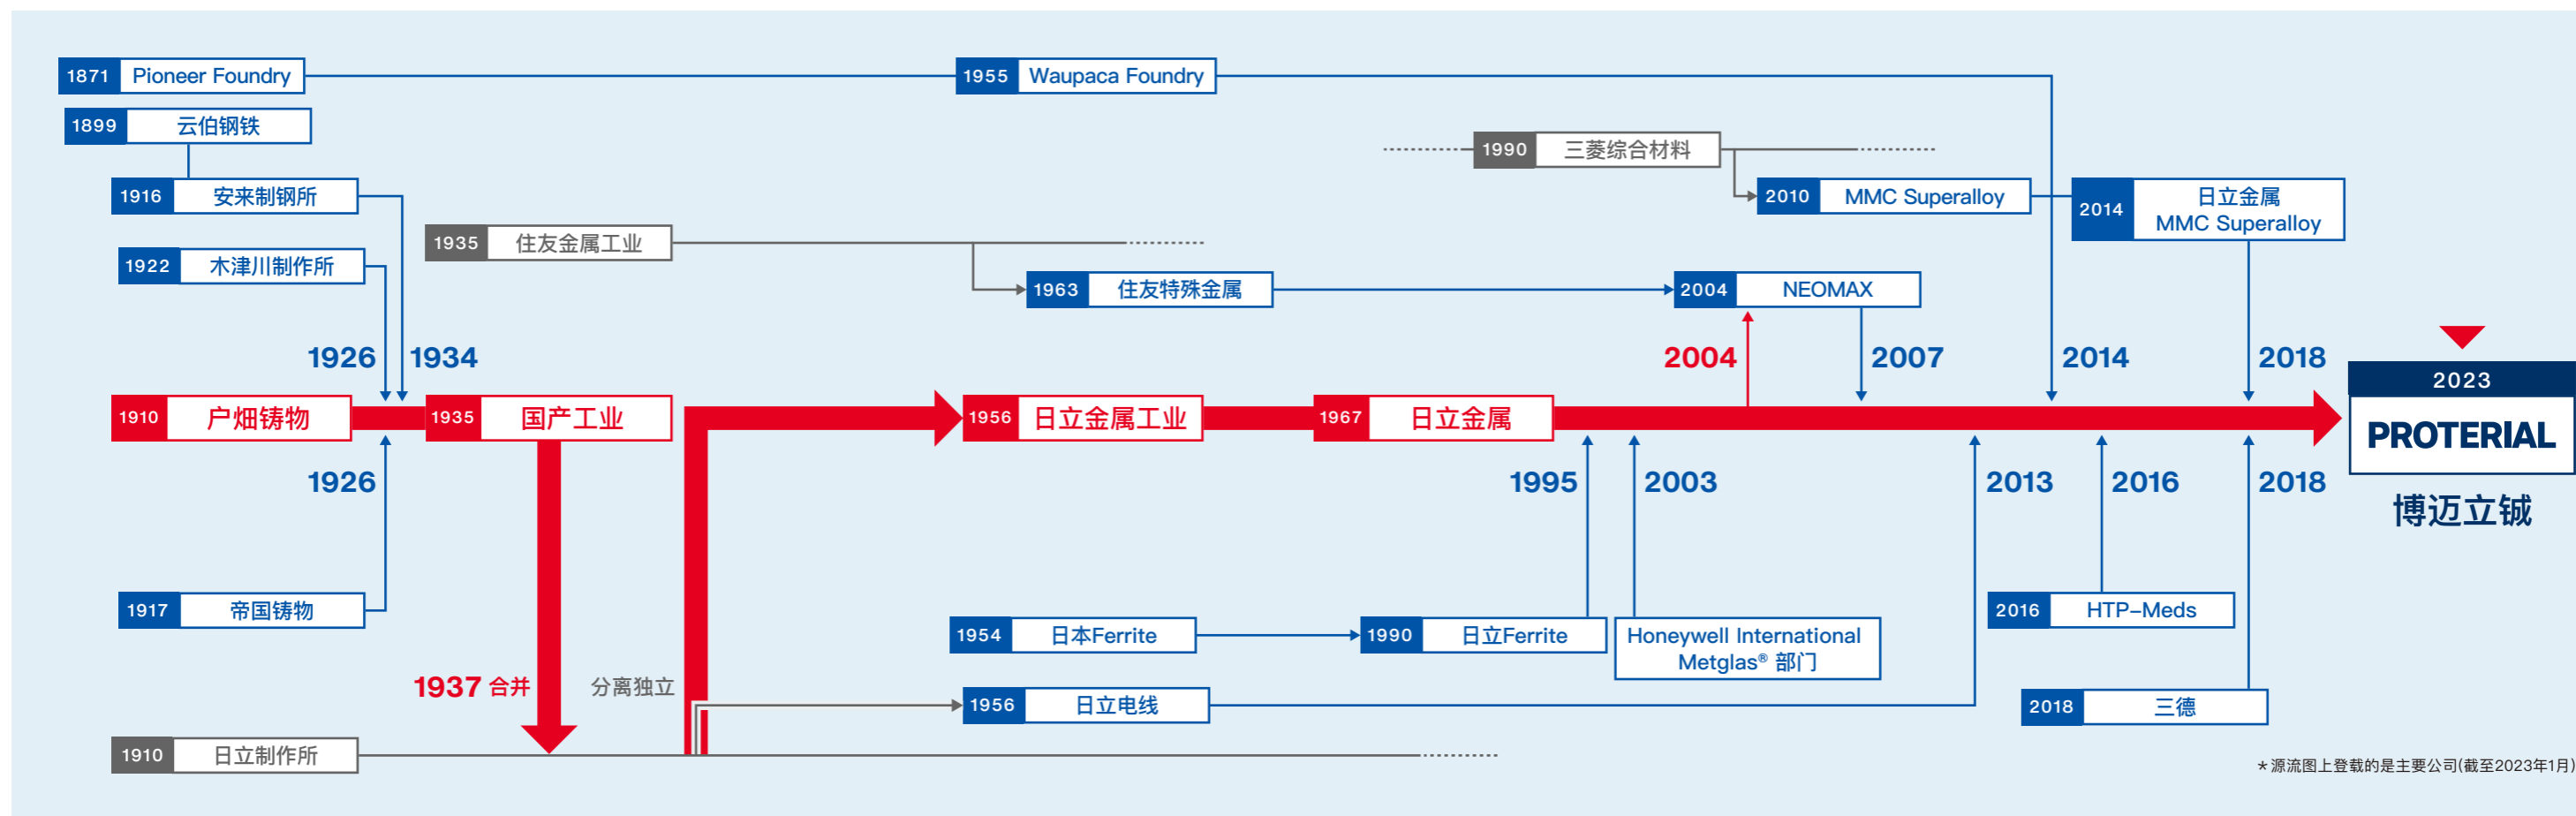 1871 Pioneer Foundry
1955 Waupaca Foundry
1899 云伯钢铁
1990 三菱综合材料
1916 安来制钢所
2010 MMC Superalloy
2014 日立金属
MMC Superalloy
1935 住友金属工业
1922 木津川制作所
1963 住友特殊金属
2004 NEOMAX
1926
1934
2004
2007
2014
2018
1910 户畑铸物
1935 国产工业
1956 日立金属工业
1967 日立金属
2023
PROTERIAL
博迈立铖
1926
1995
2003
2013
2016
2018
1917 帝国铸物
1954 日本Ferrite
1990 日立Ferrite
Honeywell International
Metglas® 部门
2016 HTP-Meds
1937 合并
分离独立
1956 日立电线
2018 三德
1910 日立制作所
*源流图上登载的是主要公司(截至2023年1月)